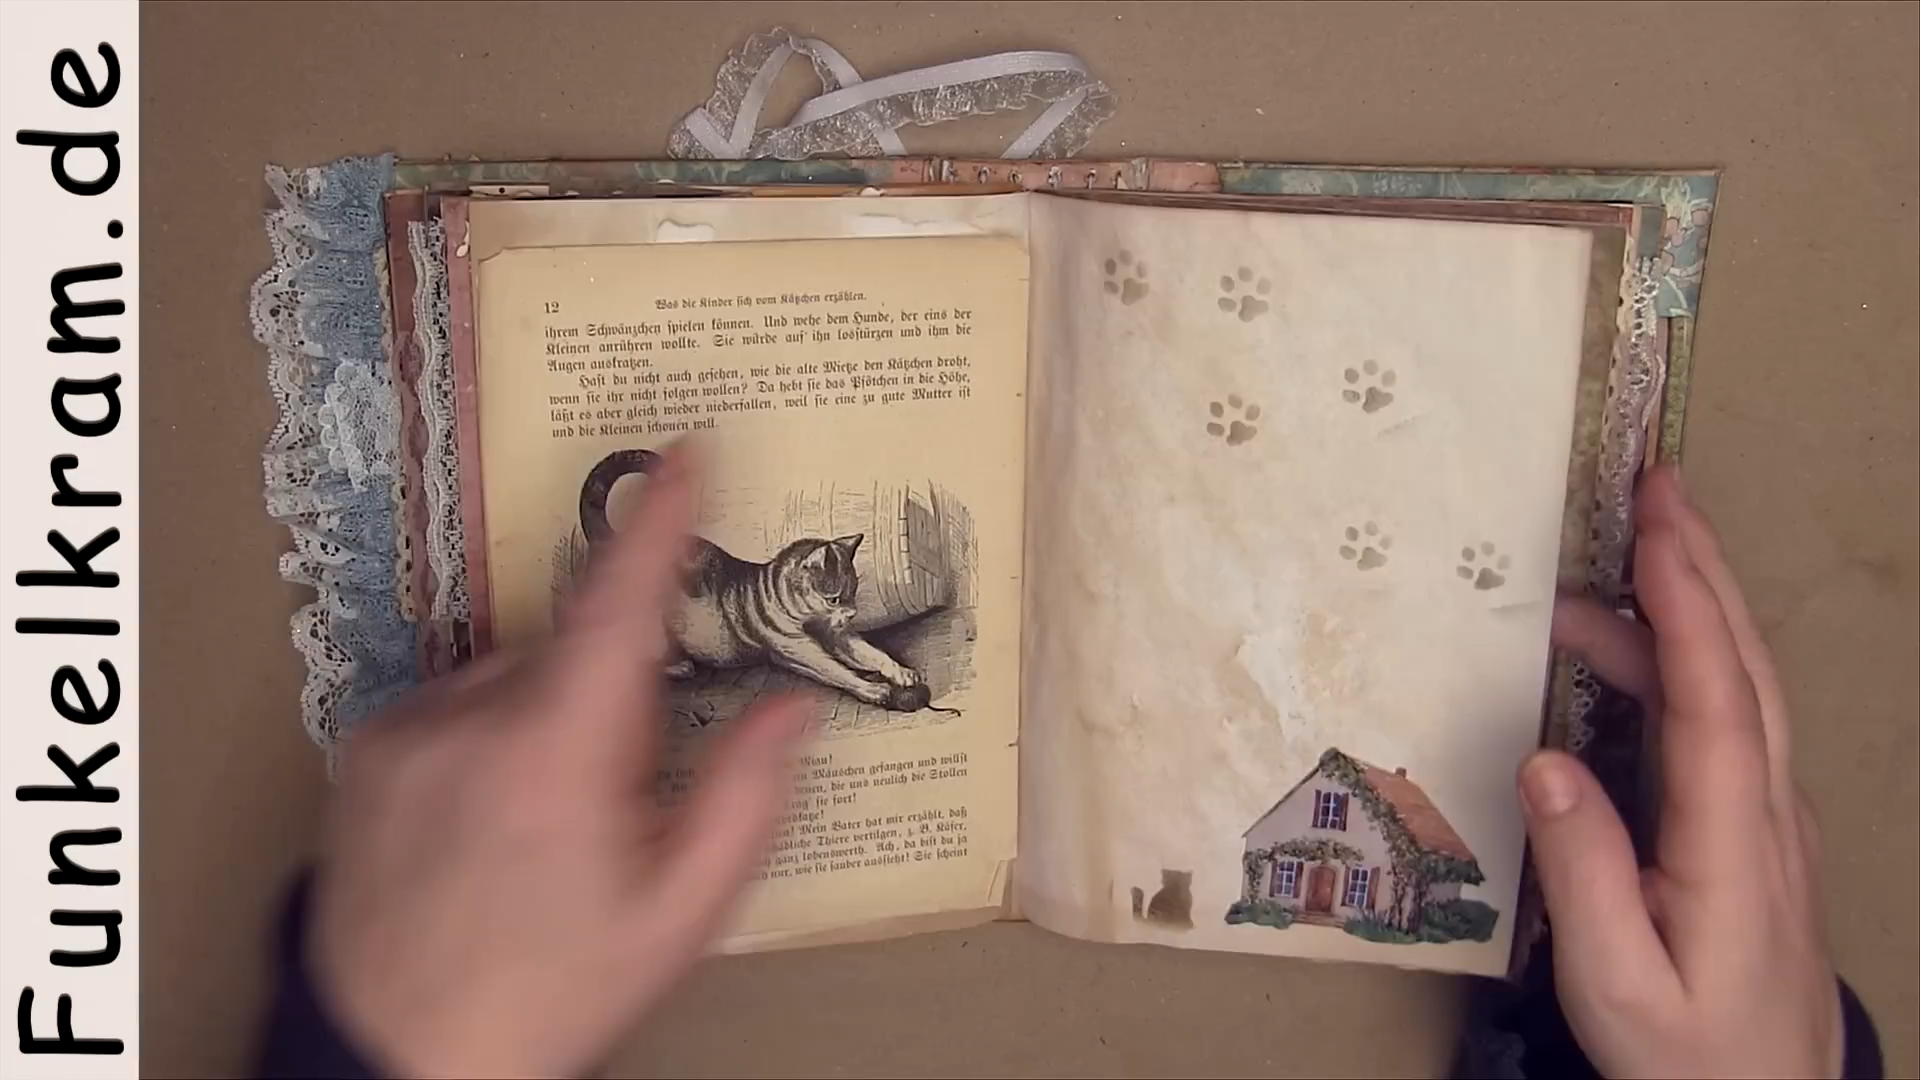 Funkelkram.de
12 Was die Kinder sich vom Kätzchen erzählen.
ihrem Schwänzchen spielen können. Und wehe dem Hunde, der eins der
Kleinen anrühren wollte. Sie würde auf ihn losstürzen und ihm die
Augen auskratzen.
Hast du nicht auch gesehen, wie die alte Mietze den Kätzchen droht,
wenn sie ihr nicht folgen wollen? Da hebt sie das Pfötchen in die Höhe,
läßt es aber gleich wieder niederfallen, weil sie eine zu gute Mutter ist
und die Kleinen schonen will.
Miau!
Mäuschen gefangen und willst
die uns neulich die Stollen
sie fort!
Mein Vater hat mir erzählt, daß
Thiere vertilgen, z. B. Käfer,
ganz lobenswerth. Ach, da bist du ja
nur, wie sie sauber aussieht! Sie scheint